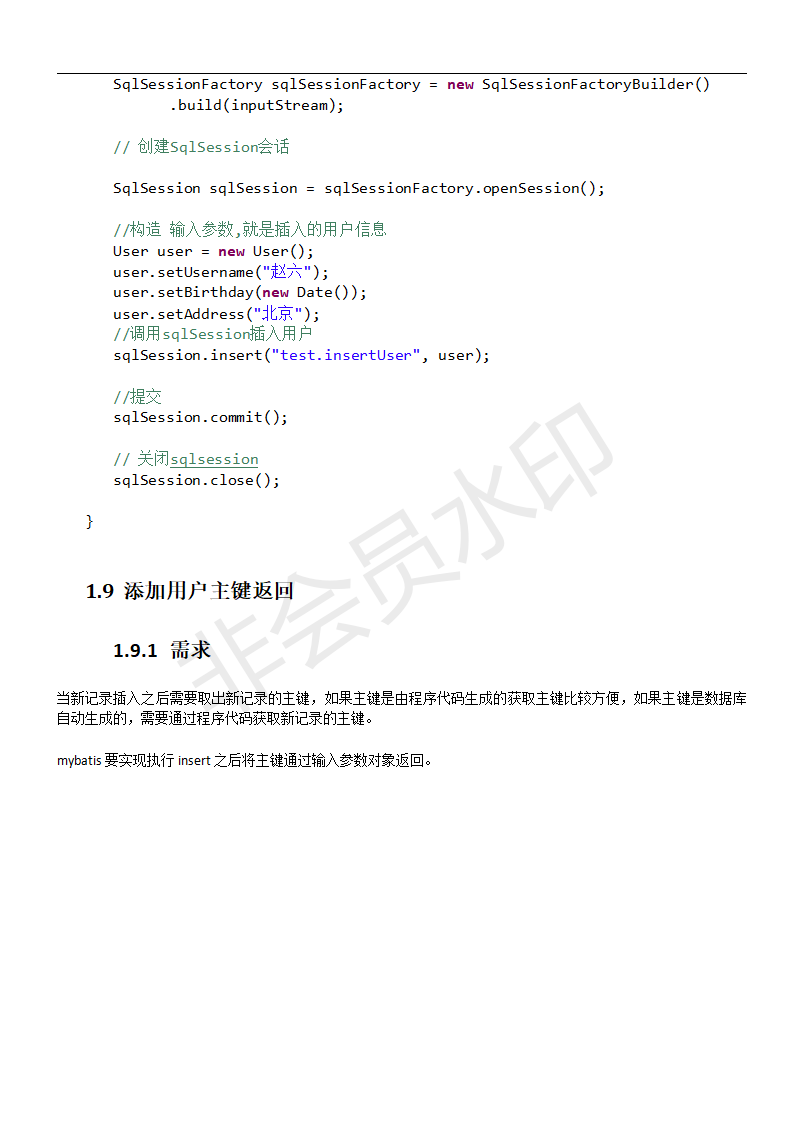 SqlSessionFactory sqlSessionFactory = new SqlSessionFactoryBuilder()
.build(inputStream);
// 创建SqlSession会话
SqlSession sqlSession = sqlSessionFactory.openSession();
//构造 输入参数,就是插入的用户信息
User user = new User();
user.setUsername("赵六");
user.setBirthday(new Date());
user.setAddress("北京");
//调用sqlSession插入用户
sqlSession.insert("test.insertUser", user);
//提交
sqlSession.commit();
// 关闭sqlsession
sqlSession.close();
}
非会员水印
1.9 添加用户主键返回
1.9.1 需求
当新记录插入之后需要取出新记录的主键，如果主键是由程序代码生成的获取主键比较方便，如果主键是数据库
自动生成的，需要通过程序代码获取新记录的主键。
mybatis 要实现执行 insert 之后将主键通过输入参数对象返回。